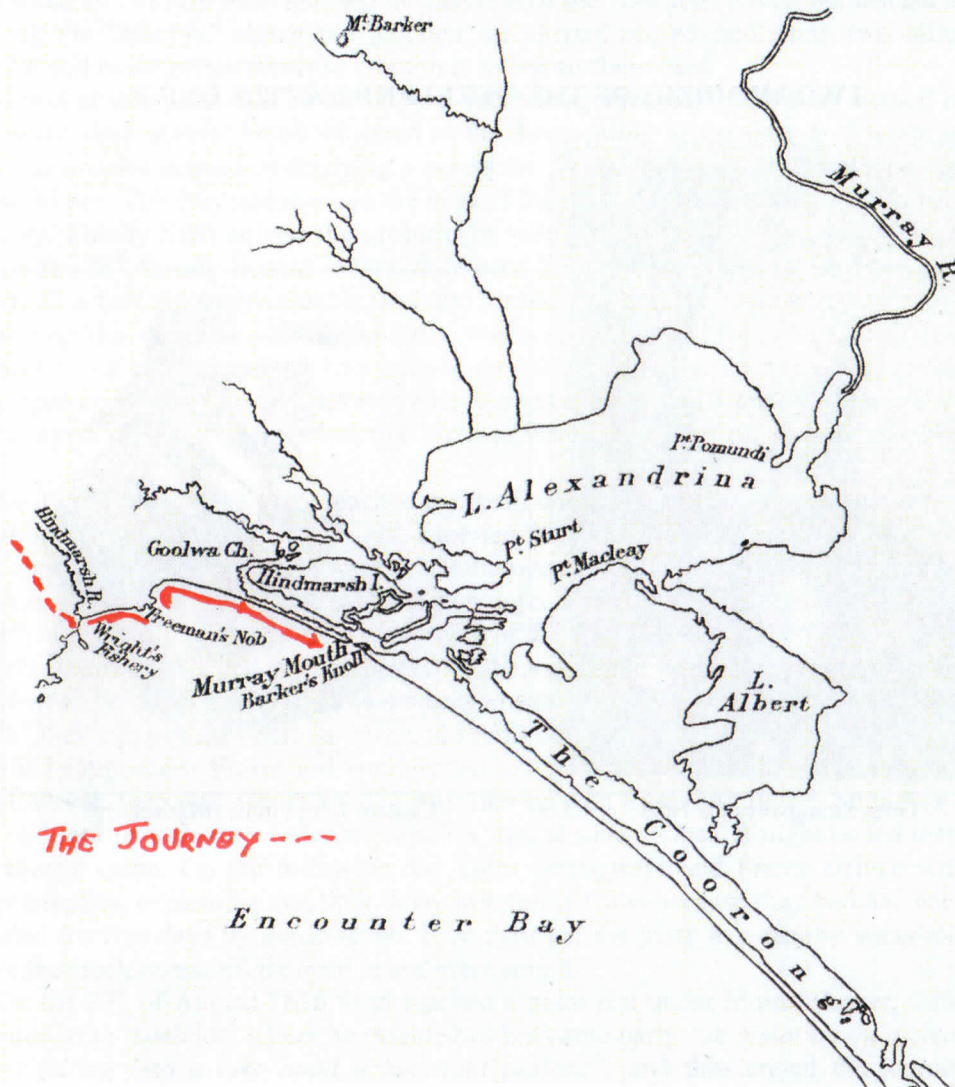 Mt. Barker
Murray R.
Pt. Pomundi
L. Alexandrina
Pt. Sturt
Pt. Macleay
Hindmarsh R.
Goolwa Ch.
Hindmarsh I.
Freeman's Nob
Wright's
Fishery
Murray Mouth
Barker's Knoll
L.
Albert
The Coorong
THE JOURNEY ----
Encounter Bay